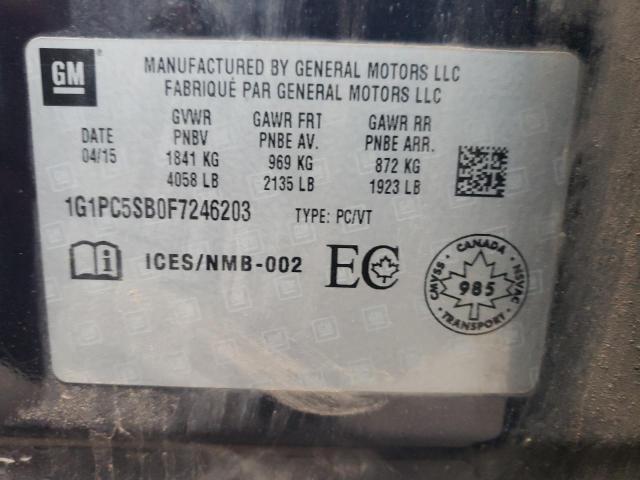 GM
MANUFACTURED BY GENERAL MOTORS LLC
FABRIQUÉ PAR GENERAL MOTORS LLC
DATE
04/15
GVWR
PNBV
1841 KG
4058 LB
GAWR FRT
PNBE AV.
969 KG
2135 LB
GAWR RR
PNBE ARR.
872 KG
1923 LB
1G1PC5SB0F7246203 TYPE: PC/VT
i ICES/NMB-002 EC
CANADA
CMVSS 985 NSVAC
TRANSPORT